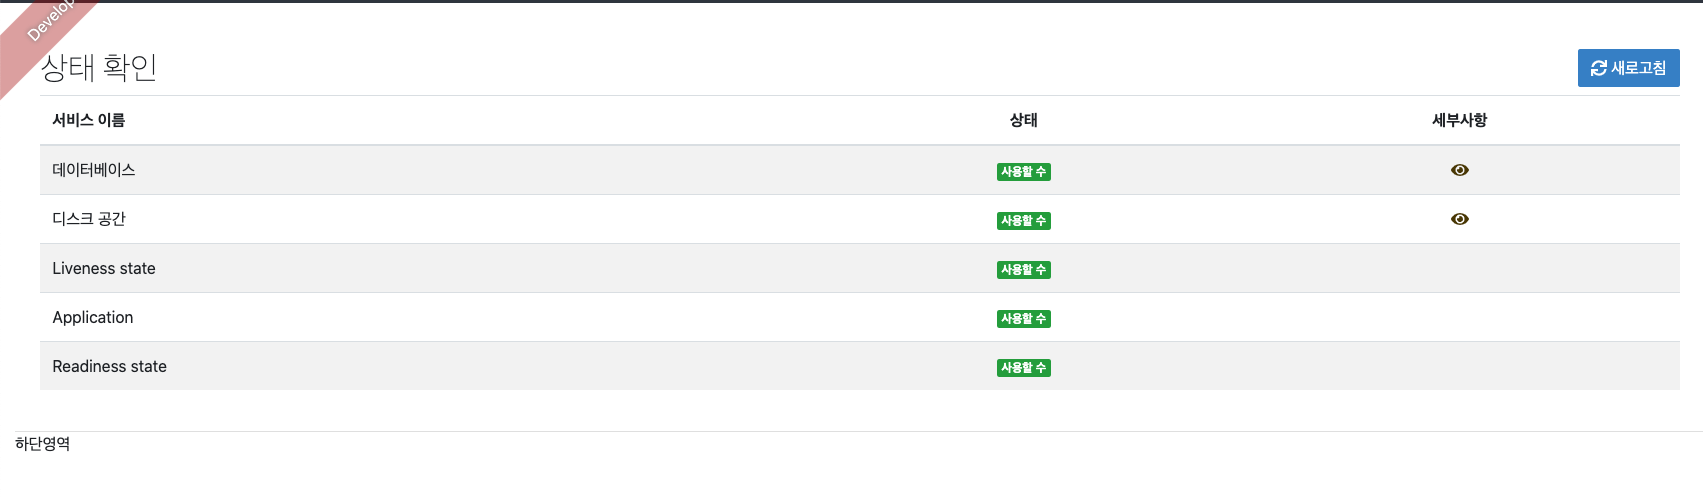 Develop
상태 확인
새로고침
서비스 이름 상태 세부사항
데이터베이스 사용할 수
디스크 공간 사용할 수
Liveness state 사용할 수
Application 사용할 수
Readiness state 사용할 수
하단영역